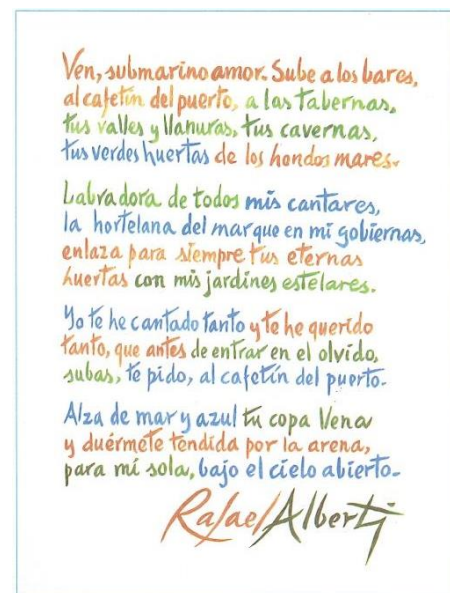 Ven, submarino amor. Sube a los bares,
al cafetín del puerto, a las tabernas,
tus valles y llanuras, tus cavernas,
tus verdes huertas de los hondos mares.
Labradora de todos mis cantares,
la hortelana del mar que en mí gobiernas,
enlaza para siempre tus eternas
huertas con mis jardines estelares.
Yo te he cantado tanto y te he querido
tanto, que antes de entrar en el olvido,
subas, te pido, al cafetín del puerto.
Alza de mar y azul tu copa llena
y duérmete tendida por la arena,
para mí sola, bajo el cielo abierto.
Rafael Alberti